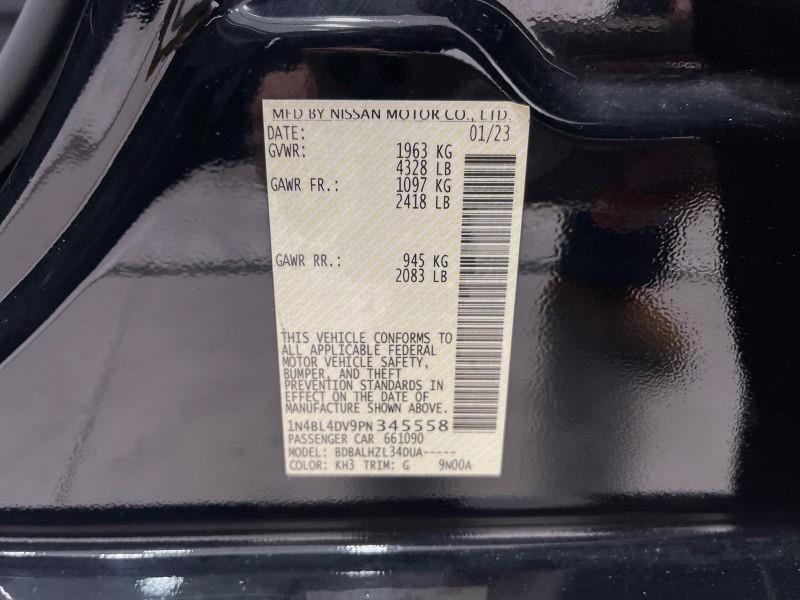 MFD BY NISSAN MOTOR CO., LTD.
DATE: 01/23
GVWR: 1963 KG
4328 LB
GAWR FR.: 1097 KG
2418 LB
GAWR RR.: 945 KG
2083 LB
THIS VEHICLE CONFORMS TO
ALL APPLICABLE FEDERAL
MOTOR VEHICLE SAFETY,
BUMPER, AND THEFT
PREVENTION STANDARDS IN
EFFECT ON THE DATE OF
MANUFACTURE SHOWN ABOVE.
1N4BL4DV9PN345558
PASSENGER CAR 661090
MODEL: BDBALHZL34DUA-----
COLOR: KH3 TRIM: G 9N00A